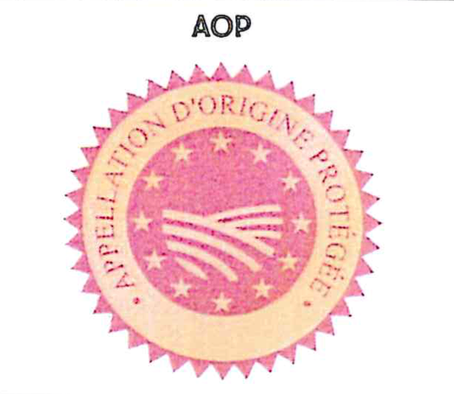 AOP
• APPELLATION D'ORIGINE PROTÉGÉE •